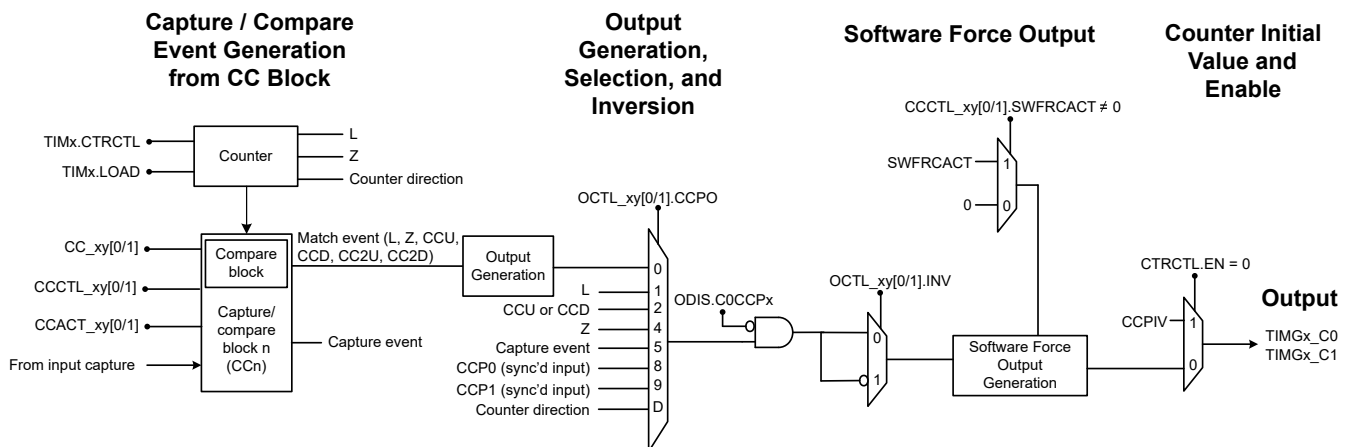 Capture / Compare
Event Generation
from CC Block
Output
Generation,
Selection, and
Inversion
Software Force Output
Counter Initial
Value and
Enable
TIMx.CTRCTL
TIMx.LOAD
Counter
L
Z
Counter direction
CC_xy[0/1]
CCCTL_xy[0/1]
CCACT_xy[0/1]
From input capture
Compare
block
Capture/
compare
block n
(CCn)
Match event (L, Z, CCU,
CCD, CC2U, CC2D)
Capture event
Output
Generation
OCTL_xy[0/1].CCPO
0
L 1
CCU or CCD 2
Z 4
Capture event 5
CCP0 (sync'd input) 8
CCP1 (sync'd input) 9
Counter direction D
ODIS.C0CCPx
OCTL_xy[0/1].INV
0
1
CCCTL_xy[0/1].SWFRCACT ≠ 0
SWFRCACT 1
0 0
Software Force
Output
Generation
CTRCTL.EN = 0
CCPIV 1
0
Output
TIMGx_C0
TIMGx_C1